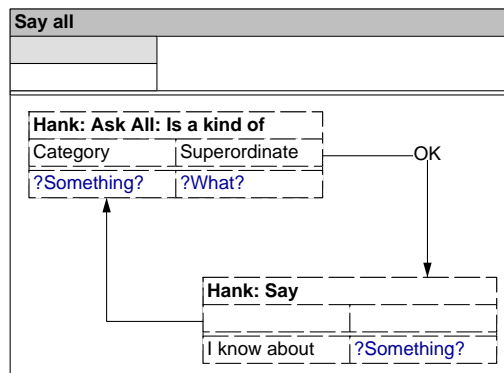 Say all
Hank: Ask All: Is a kind of
Category Superordinate
OK
?Something? ?What?
Hank: Say
I know about ?Something?